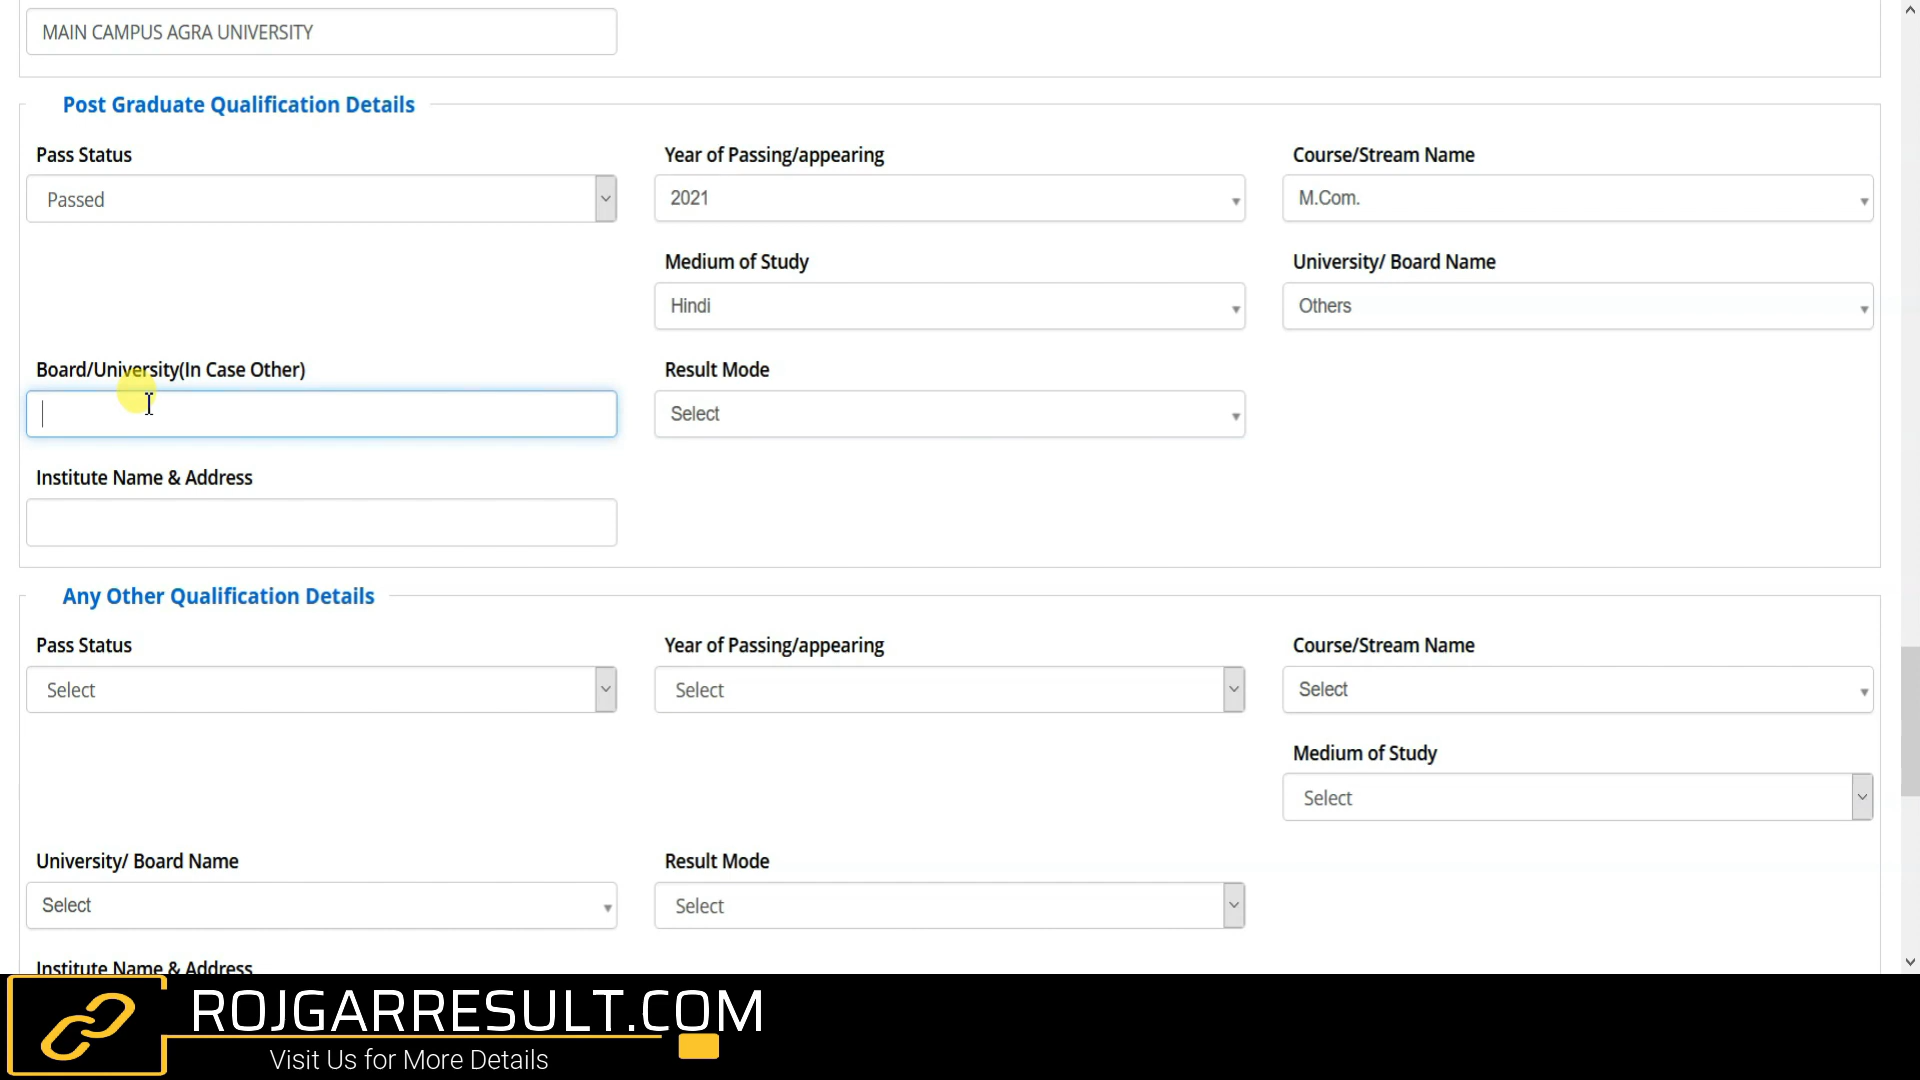 MAIN CAMPUS AGRA UNIVERSITY
Post Graduate Qualification Details
Pass Status
Year of Passing/appearing
Course/Stream Name
Passed
2021
M.Com.
Medium of Study
University/ Board Name
Hindi
Others
Board/University(In Case Other)
Result Mode
Select
Institute Name & Address
Any Other Qualification Details
Pass Status
Year of Passing/appearing
Course/Stream Name
Select
Select
Select
Medium of Study
Select
University/ Board Name
Result Mode
Select
Select
Institute Name & Address
ROJGARRESULT.COM
Visit Us for More Details